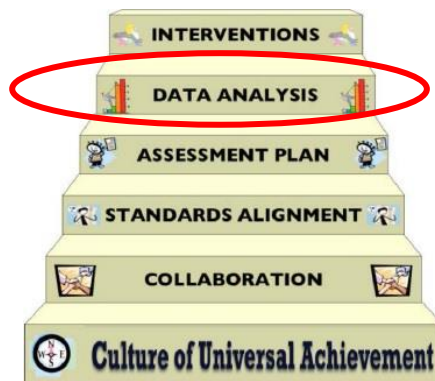 INTERVENTIONS
DATA ANALYSIS
ASSESSMENT PLAN
STANDARDS ALIGNMENT
COLLABORATION
N
W E
S
Culture of Universal Achievement